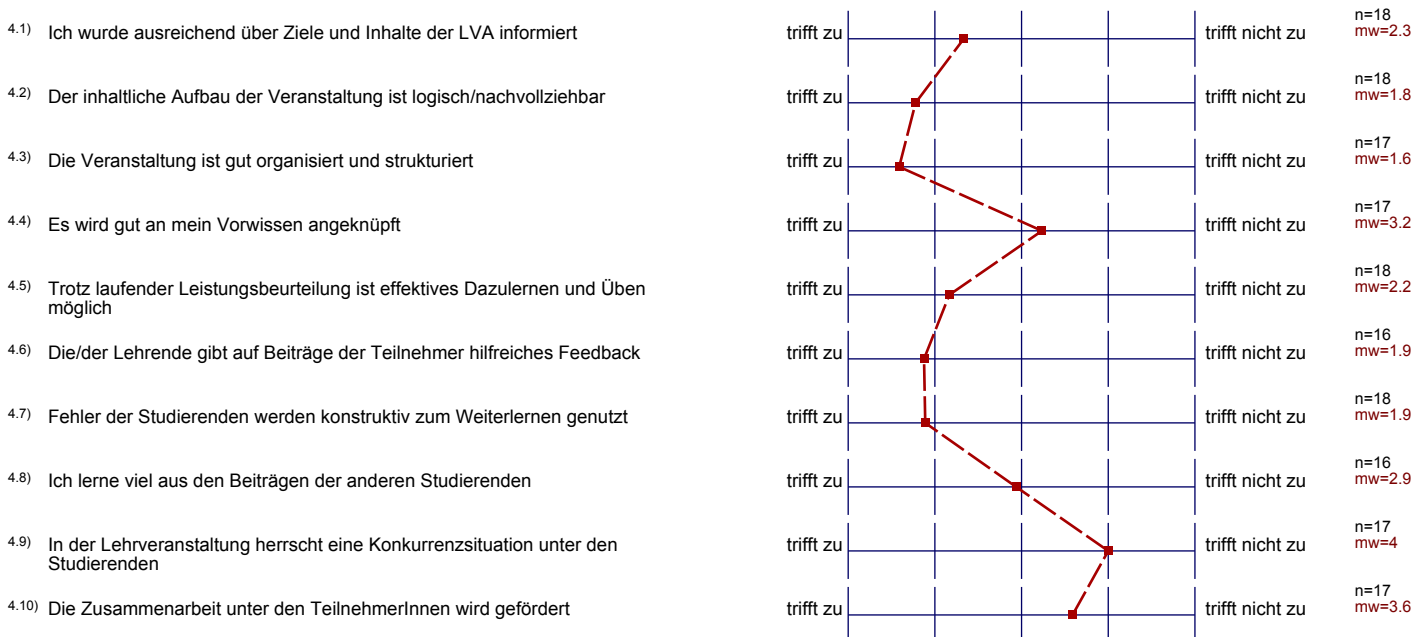 4.1) Ich wurde ausreichend über Ziele und Inhalte der LVA informiert trifft zu trifft nicht zu n=18
mw=2.3
4.2) Der inhaltliche Aufbau der Veranstaltung ist logisch/nachvollziehbar trifft zu trifft nicht zu n=18
mw=1.8
4.3) Die Veranstaltung ist gut organisiert und strukturiert trifft zu trifft nicht zu n=17
mw=1.6
4.4) Es wird gut an mein Vorwissen angeknüpft trifft zu trifft nicht zu n=17
mw=3.2
4.5) Trotz laufender Leistungsbeurteilung ist effektives Dazulernen und Üben trifft zu trifft nicht zu n=18
möglich mw=2.2
4.6) Die/der Lehrende gibt auf Beiträge der Teilnehmer hilfreiches Feedback trifft zu trifft nicht zu n=16
mw=1.9
4.7) Fehler der Studierenden werden konstruktiv zum Weiterlernen genutzt trifft zu trifft nicht zu n=18
mw=1.9
4.8) Ich lerne viel aus den Beiträgen der anderen Studierenden trifft zu trifft nicht zu n=16
mw=2.9
4.9) In der Lehrveranstaltung herrscht eine Konkurrenzsituation unter den trifft zu trifft nicht zu n=17
Studierenden mw=4
4.10) Die Zusammenarbeit unter den TeilnehmerInnen wird gefördert trifft zu trifft nicht zu n=17
mw=3.6